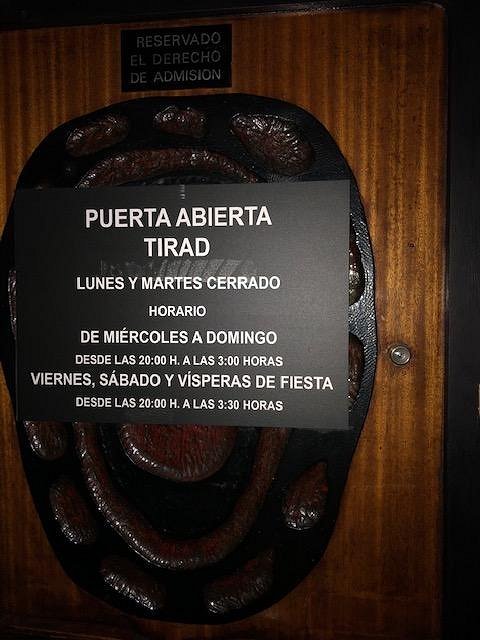 RESERVADO
EL DERECHO
DE ADMISION
PUERTA ABIERTA
TIRAD
LUNES Y MARTES CERRADO
HORARIO
DE MIÉRCOLES A DOMINGO
DESDE LAS 20:00 H. A LAS 3:00 HORAS
VIERNES, SÁBADO Y VÍSPERAS DE FIESTA
DESDE LAS 20:00 H. A LAS 3:30 HORAS